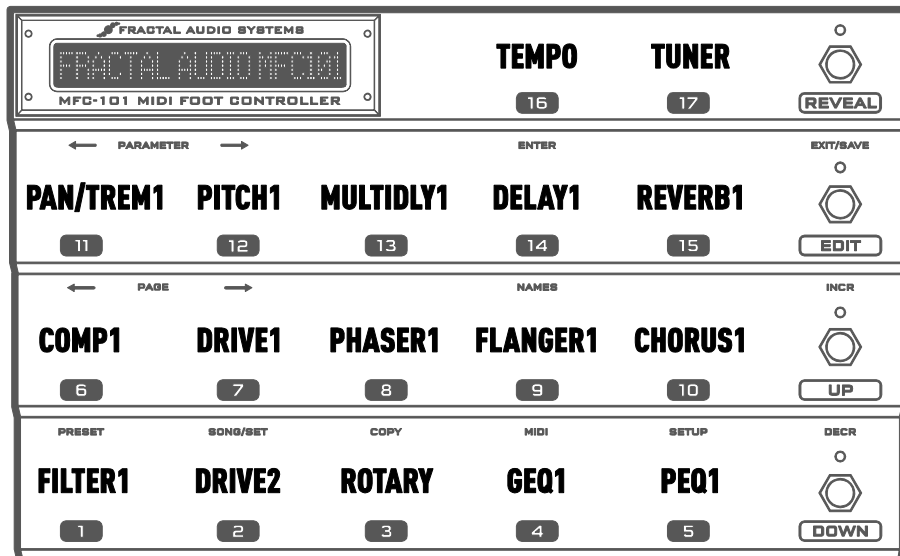 FRACTAL AUDIO SYSTEMS
FRACTAL AUDIO MFC101
MFC-101 MIDI FOOT CONTROLLER
TEMPO TUNER
16 17 REVEAL
PARAMETER ENTER EXIT/SAVE
PAN/TREM1 PITCH1 MULTIDLY1 DELAY1 REVERB1
11 12 13 14 15 EDIT
PAGE NAMES INCR
COMP1 DRIVE1 PHASER1 FLANGER1 CHORUS1
6 7 8 9 10 UP
PRESET SONG/SET COPY MIDI SETUP DECR
FILTER1 DRIVE2 ROTARY GEQ1 PEQ1
1 2 3 4 5 DOWN